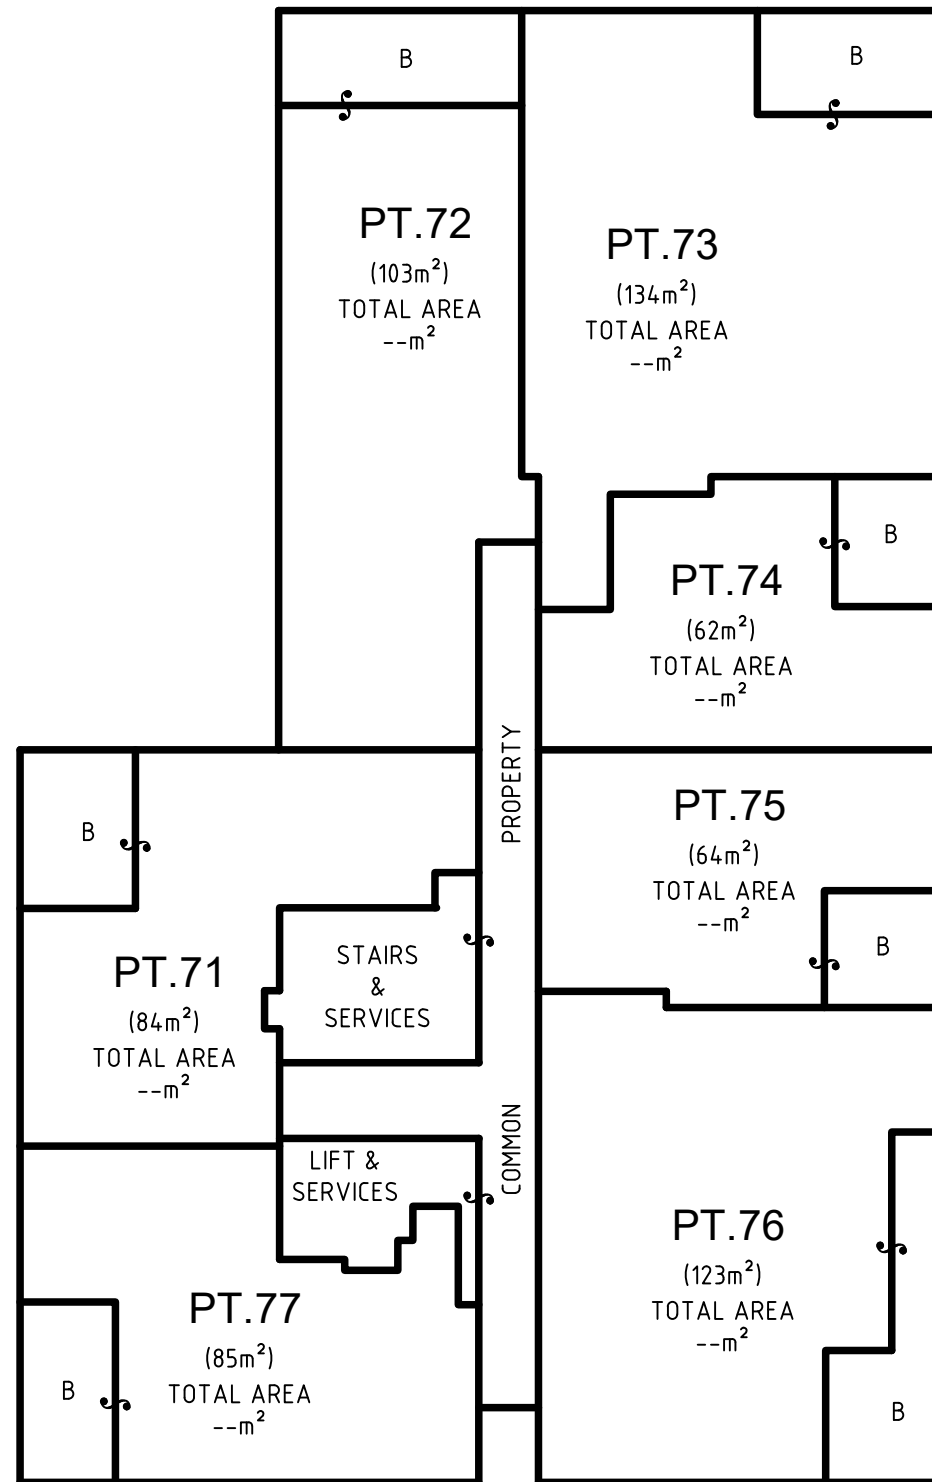 B
B
PT.72
(103m²)
TOTAL AREA
--m²
PT.73
(134m²)
TOTAL AREA
--m²
B
PT.74
(62m²)
TOTAL AREA
--m²
PROPERTY
B
PT.75
(64m²)
TOTAL AREA
--m²
B
STAIRS
&
SERVICES
PT.71
(84m²)
TOTAL AREA
--m²
COMMON
LIFT &
SERVICES
PT.76
(123m²)
TOTAL AREA
--m²
PT.77
(85m²)
TOTAL AREA
--m²
B
B